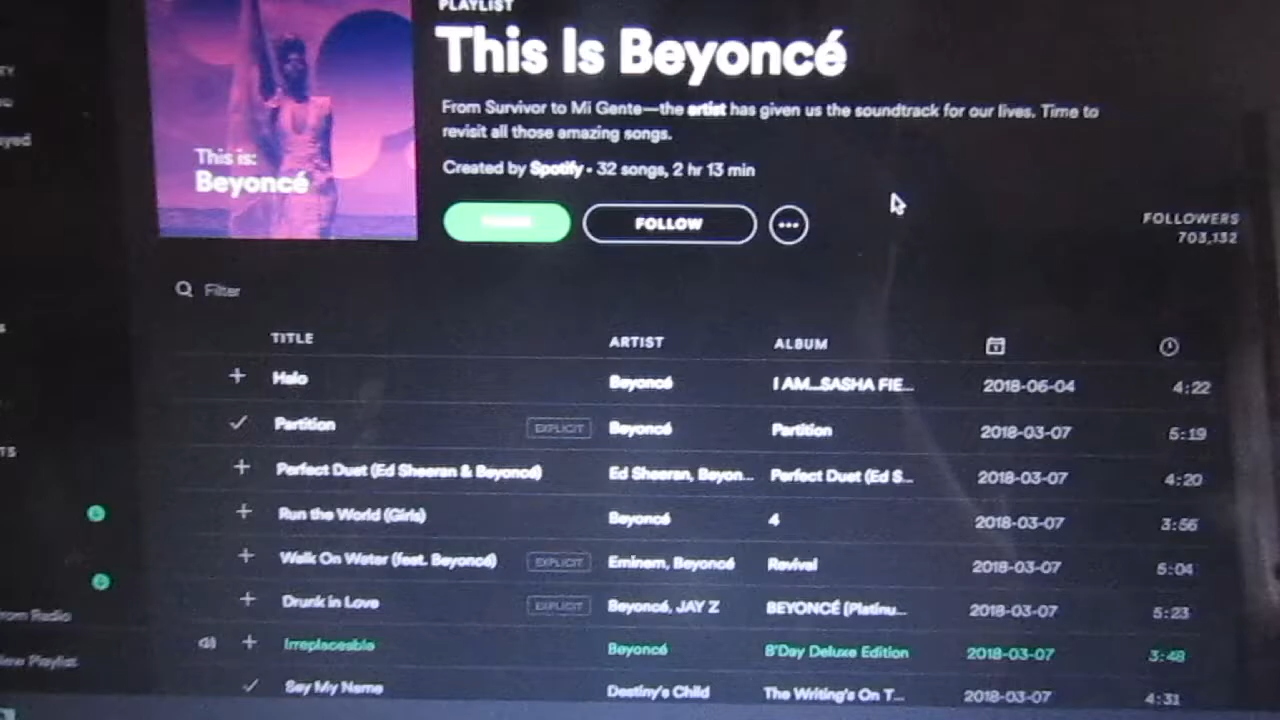 PLAYLIST
This Is Beyoncé
From Survivor to Mi Gente—the artist has given us the soundtrack for our lives. Time to
revisit all those amazing songs.
Created by Spotify • 32 songs, 2 hr 13 min
This is:
Beyoncé
FOLLOW
FOLLOWERS
703,132
Filter
TITLE ARTIST ALBUM
Halo Beyoncé I AM...SASHA FIE... 2018-06-04 4:22
Partition EXPLICIT Beyoncé Partition 2018-03-07 5:19
Perfect Duet (Ed Sheeran & Beyoncé) Ed Sheeran, Beyon... Perfect Duet (Ed S... 2018-03-07 4:20
Run the World (Girls) Beyoncé 4 2018-03-07 3:56
Walk On Water (feat. Beyoncé) EXPLICIT Eminem, Beyoncé Revival 2018-03-07 5:04
Drunk in Love EXPLICIT Beyoncé, JAY Z BEYONCÉ (Platinu... 2018-03-07 5:23
Irreplaceable Beyoncé B'Day Deluxe Edition 2018-03-07 3:48
Say My Name Destiny's Child The Writing's On T... 2018-03-07 4:31
rom Radio
New Playlist